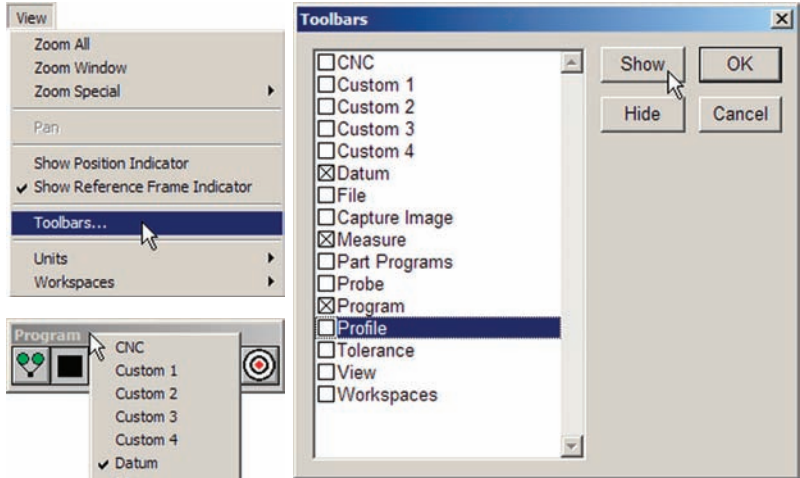 View
Zoom All
Zoom Window
Zoom Special
Pan
Show Position Indicator
Show Reference Frame Indicator
Toolbars...
Units
Workspaces
Program
CNC
Custom 1
Custom 2
Custom 3
Custom 4
Datum
Toolbars
CNC
Custom 1
Custom 2
Custom 3
Custom 4
Datum
File
Capture Image
Measure
Part Programs
Probe
Program
Profile
Tolerance
View
Workspaces
Show
OK
Hide
Cancel